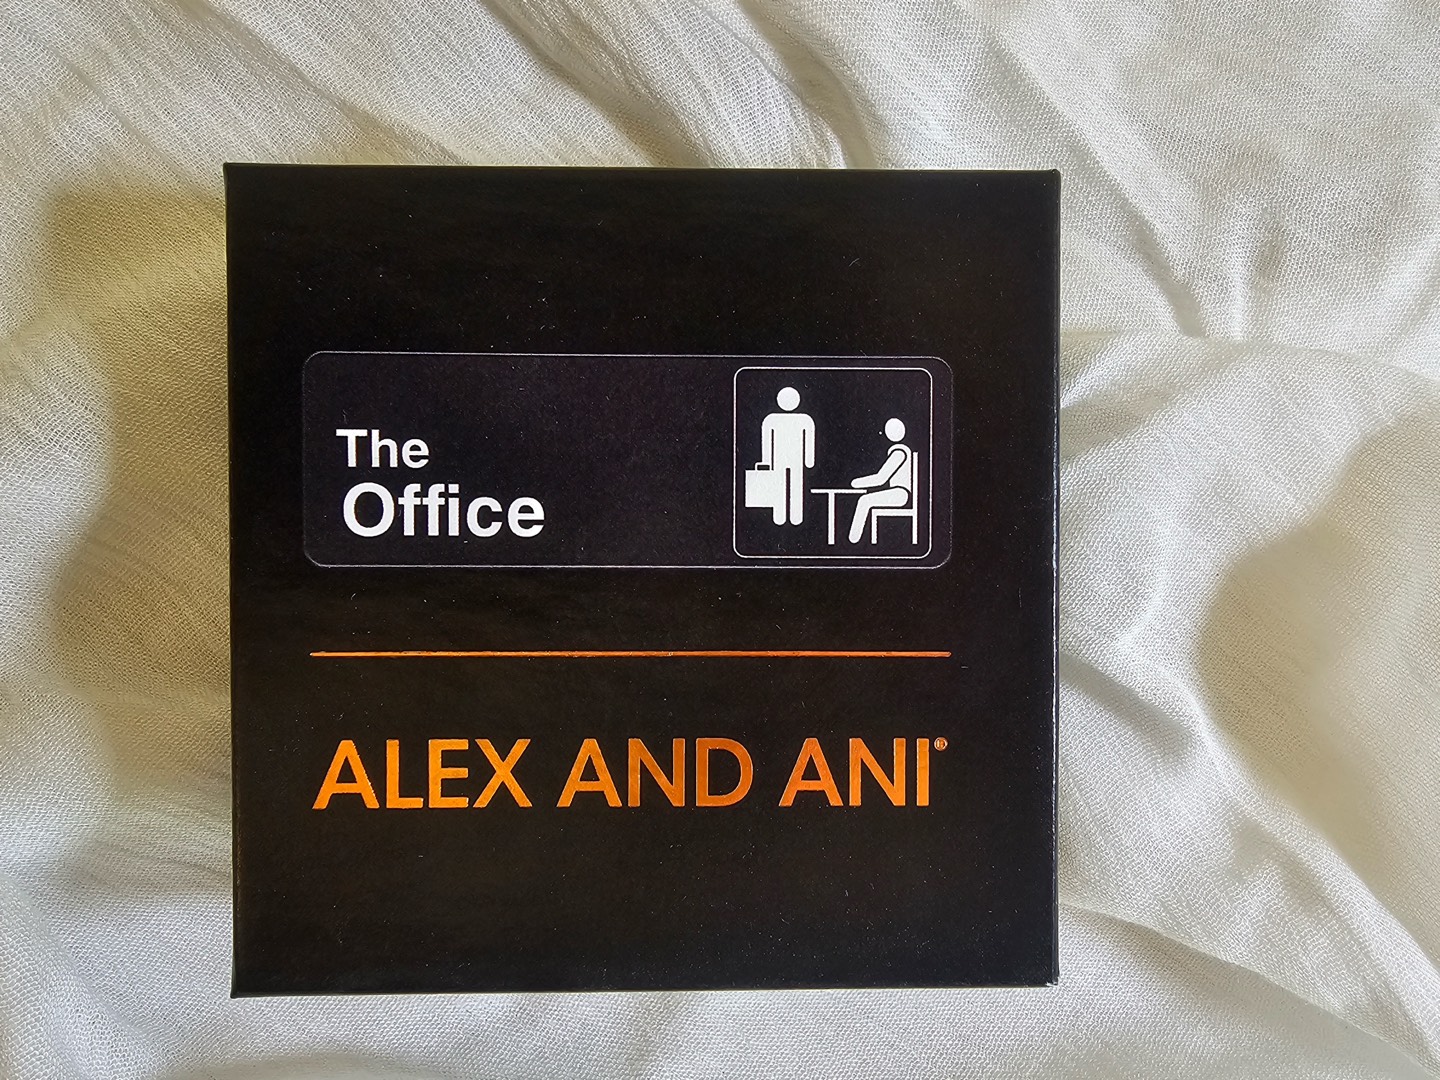 The
Office
ALEX AND ANI®